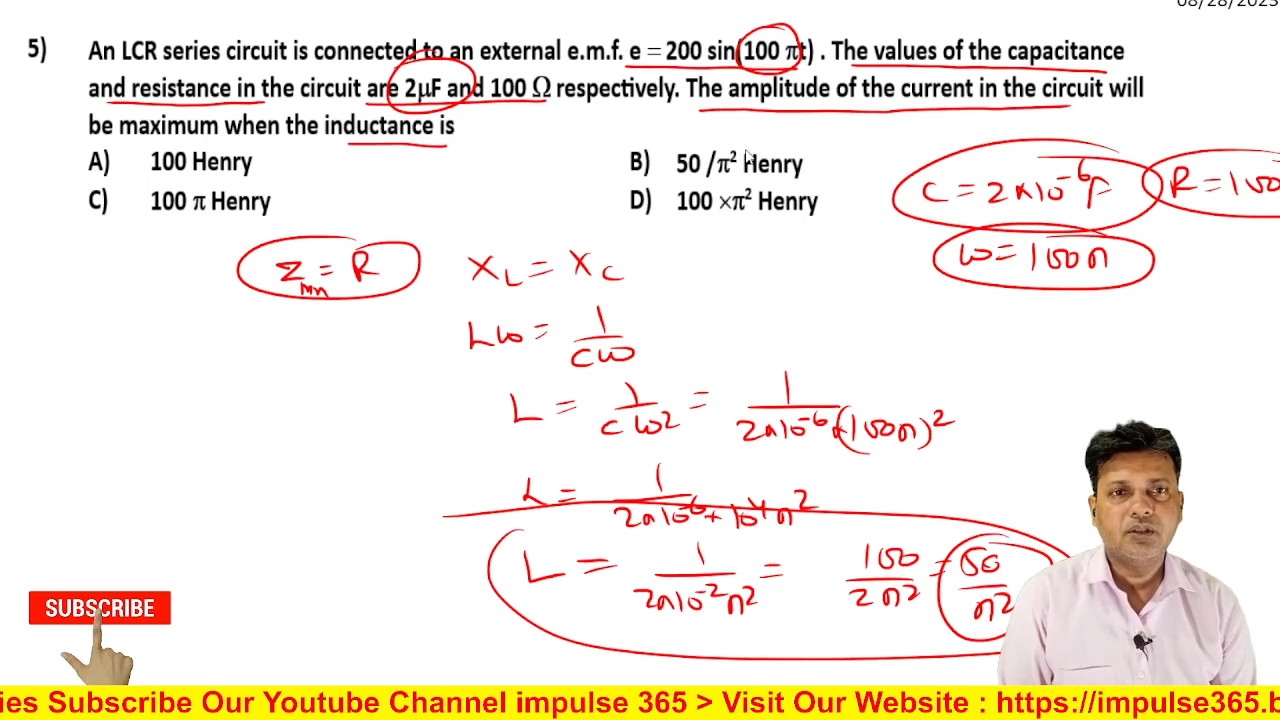 08/28/2023
5) An LCR series circuit is connected to an external e.m.f. e = 200 sin(100 πt) . The values of the capacitance
and resistance in the circuit are 2μF and 100 Ω respectively. The amplitude of the current in the circuit will
be maximum when the inductance is
A) 100 Henry B) 50 /π² Henry
C) 100 π Henry D) 100 ×π² Henry
C = 2×10⁻⁶F R = 100
ω = 100π
Zmn = R XL = XC
Lω = 1/Cω
L = 1/Cω² = 1/2×10⁻⁶×(100π)²
L = 1/2×10⁻⁶×10⁴π²
L = 1/2×10⁻²π² = 100/2π² = 50/π²
SUBSCRIBE
ies Subscribe Our Youtube Channel impulse 365 > Visit Our Website : https://impulse365.b